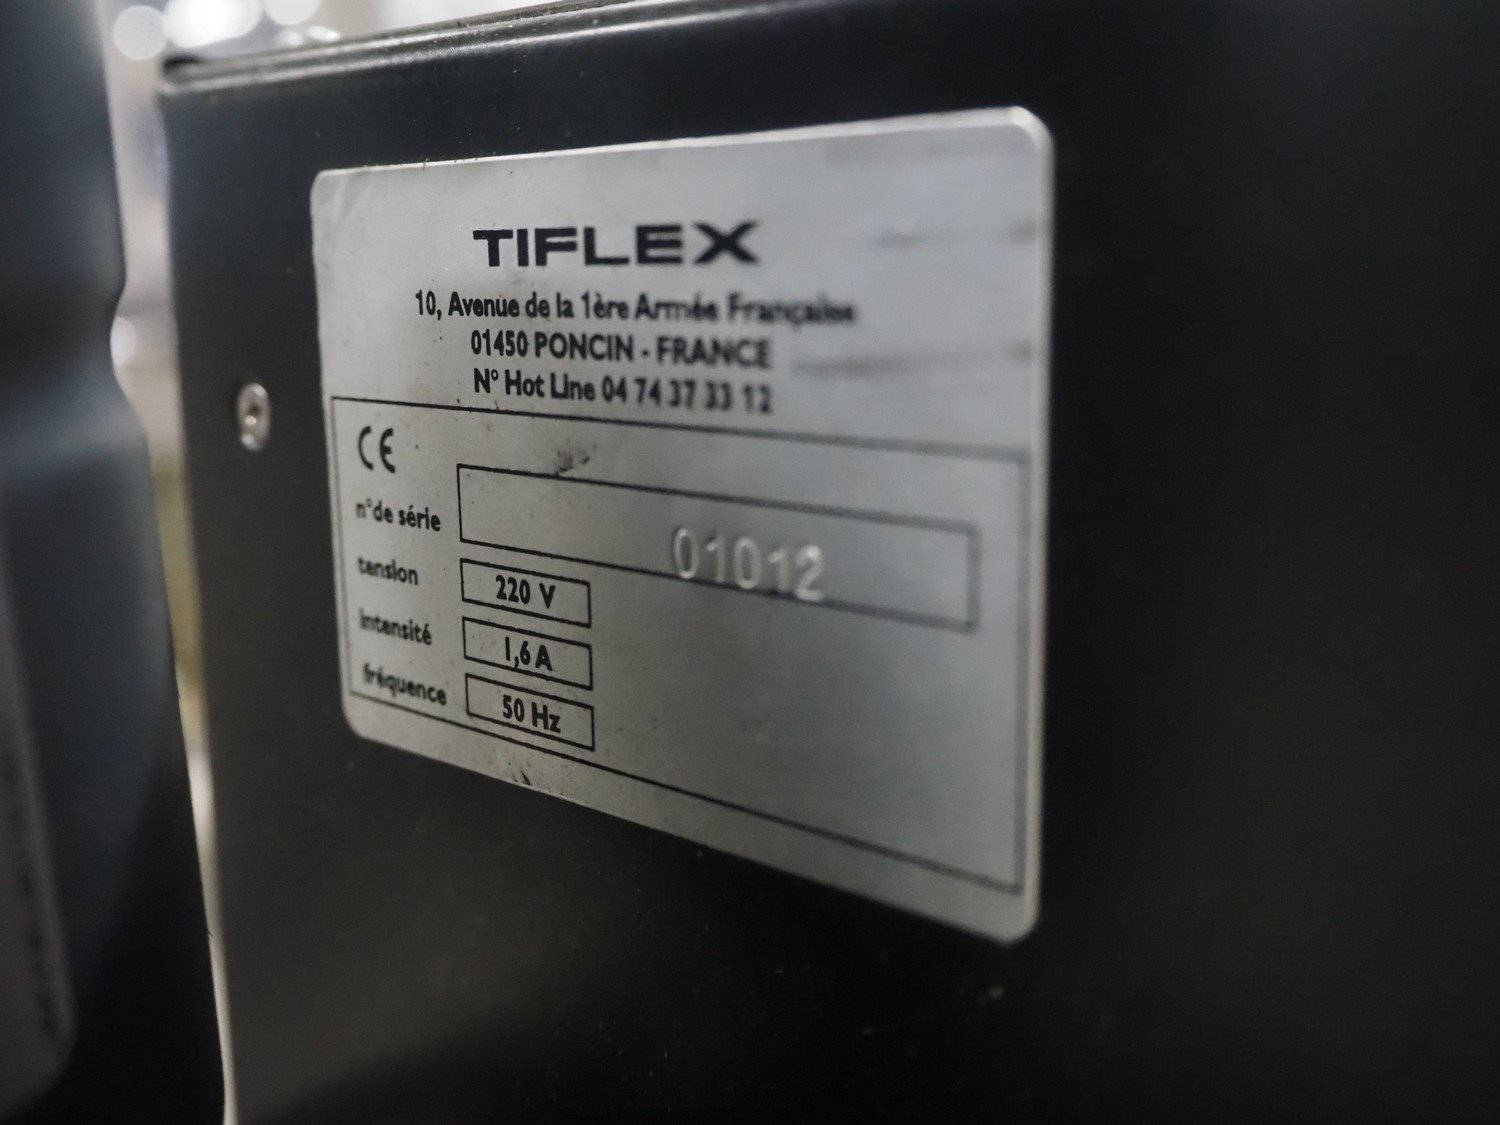 TIFLEX
10, Avenue de la 1ère Armée Française
01450 PONCIN - FRANCE
N° Hot Line 04 74 37 33 12
CE
n°de série 01012
tension 220 V
intensité 1,6 A
fréquence 50 Hz